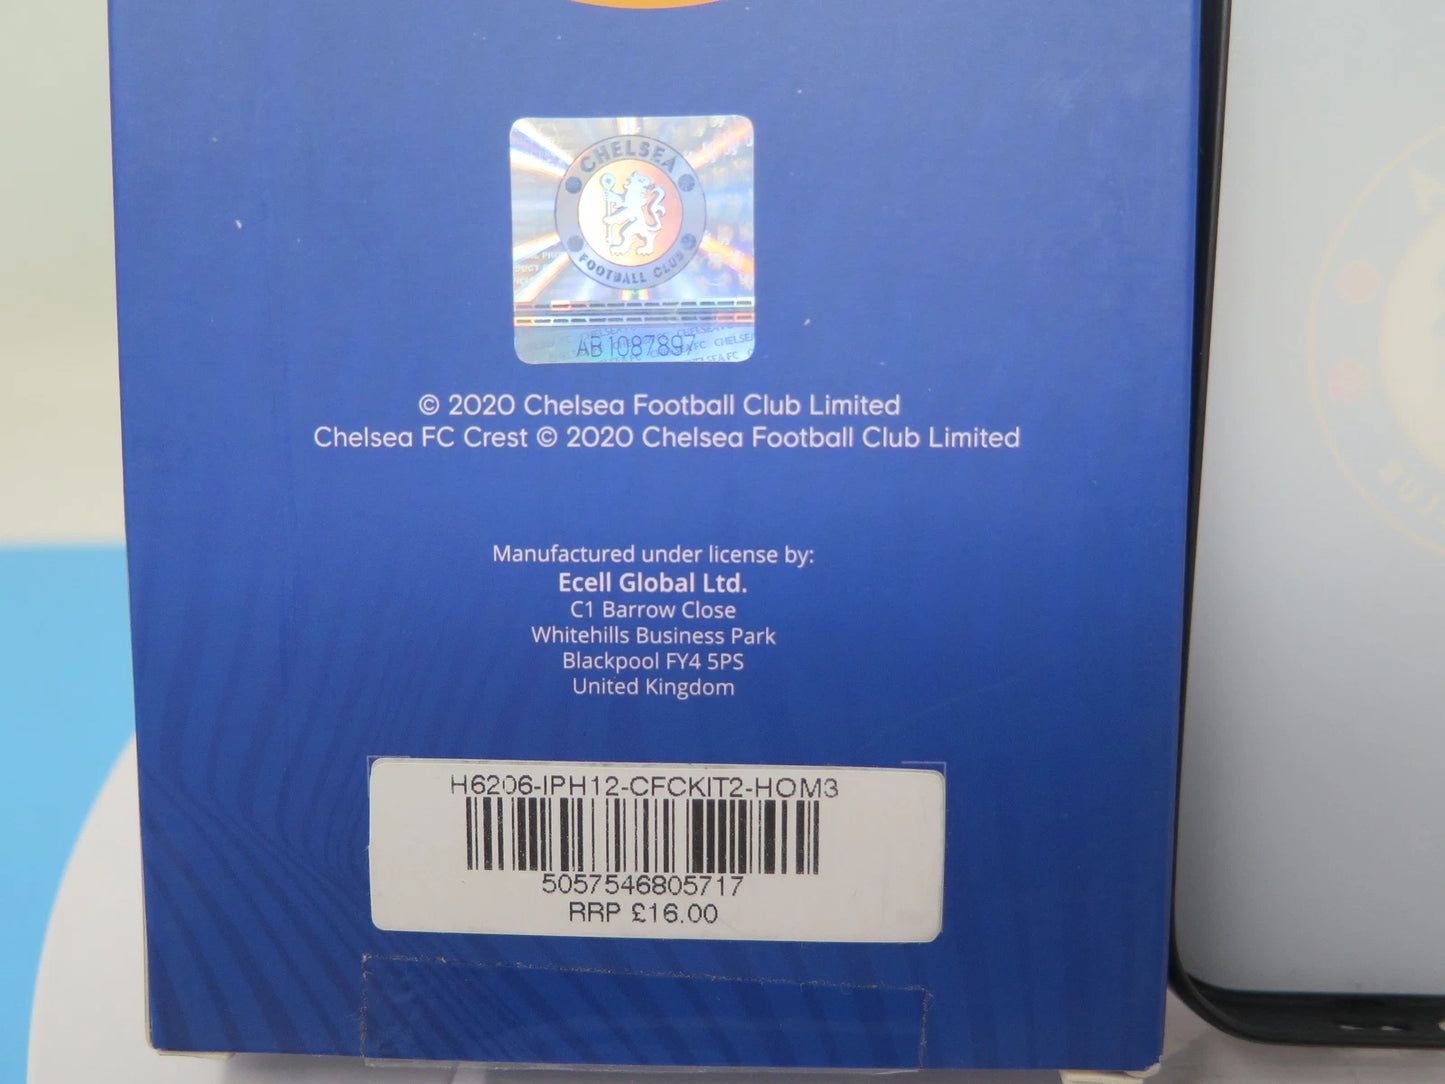 CHELSEA
FOOTBALL CLUB
AB1087897
CHELSEA FC
© 2020 Chelsea Football Club Limited
Chelsea FC Crest © 2020 Chelsea Football Club Limited
Manufactured under license by:
Ecell Global Ltd.
C1 Barrow Close
Whitehills Business Park
Blackpool FY4 5PS
United Kingdom
H6206-IPH12-CFCKIT2-HOM3
5057546805717
RRP £16.00